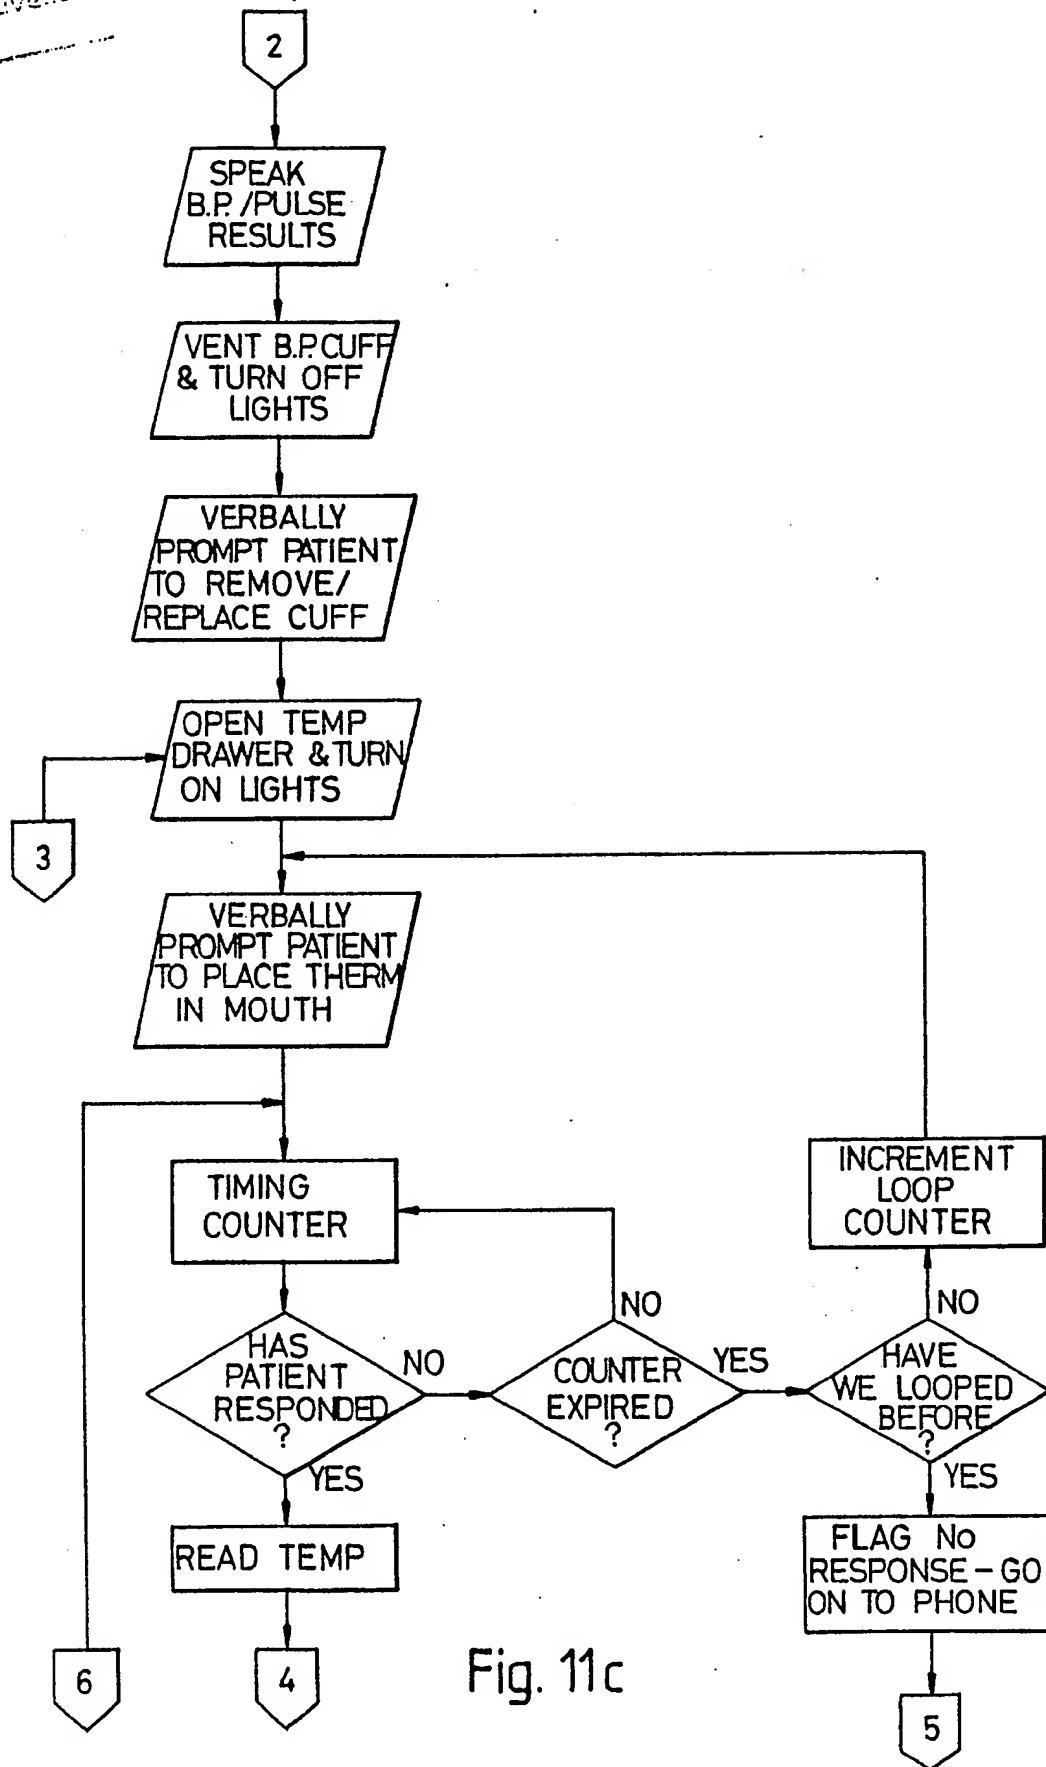 2
SPEAK
B.P./PULSE
RESULTS
VENT B.P. CUFF
& TURN OFF
LIGHTS
VERBALLY
PROMPT PATIENT
TO REMOVE/
REPLACE CUFF
OPEN TEMP
DRAWER & TURN
ON LIGHTS
3
VERBALLY
PROMPT PATIENT
TO PLACE THERM
IN MOUTH
TIMING
COUNTER
INCREMENT
LOOP
COUNTER
HAS
PATIENT
RESPONDED
?
NO
YES
COUNTER
EXPIRED
?
NO
YES
HAVE
WE LOOPED
BEFORE
?
NO
YES
READ TEMP
FLAG No
RESPONSE - GO
ON TO PHONE
6
4
5
Fig. 11c